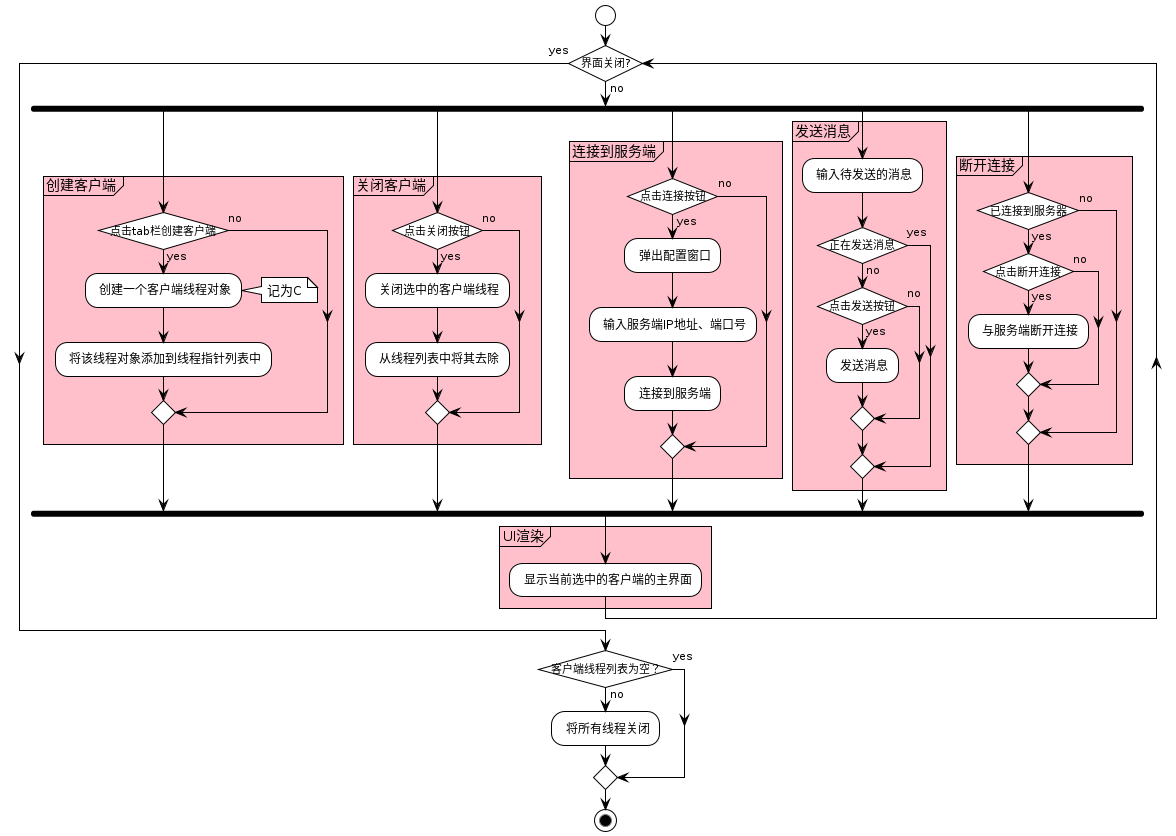 yes
界面关闭?
no
创建客户端
点击tab栏创建客户端
no
yes
创建一个客户端线程对象
记为C
将该线程对象添加到线程指针列表中
关闭客户端
点击关闭按钮
no
yes
关闭选中的客户端线程
从线程列表中将其去除
连接到服务端
点击连接按钮
no
yes
弹出配置窗口
输入服务端IP地址、端口号
连接到服务端
发送消息
输入待发送的消息
正在发送消息
yes
no
点击发送按钮
no
yes
发送消息
断开连接
已连接到服务器
no
yes
点击断开连接
no
yes
与服务端断开连接
UI渲染
显示当前选中的客户端的主界面
客户端线程列表为空？
yes
no
将所有线程关闭